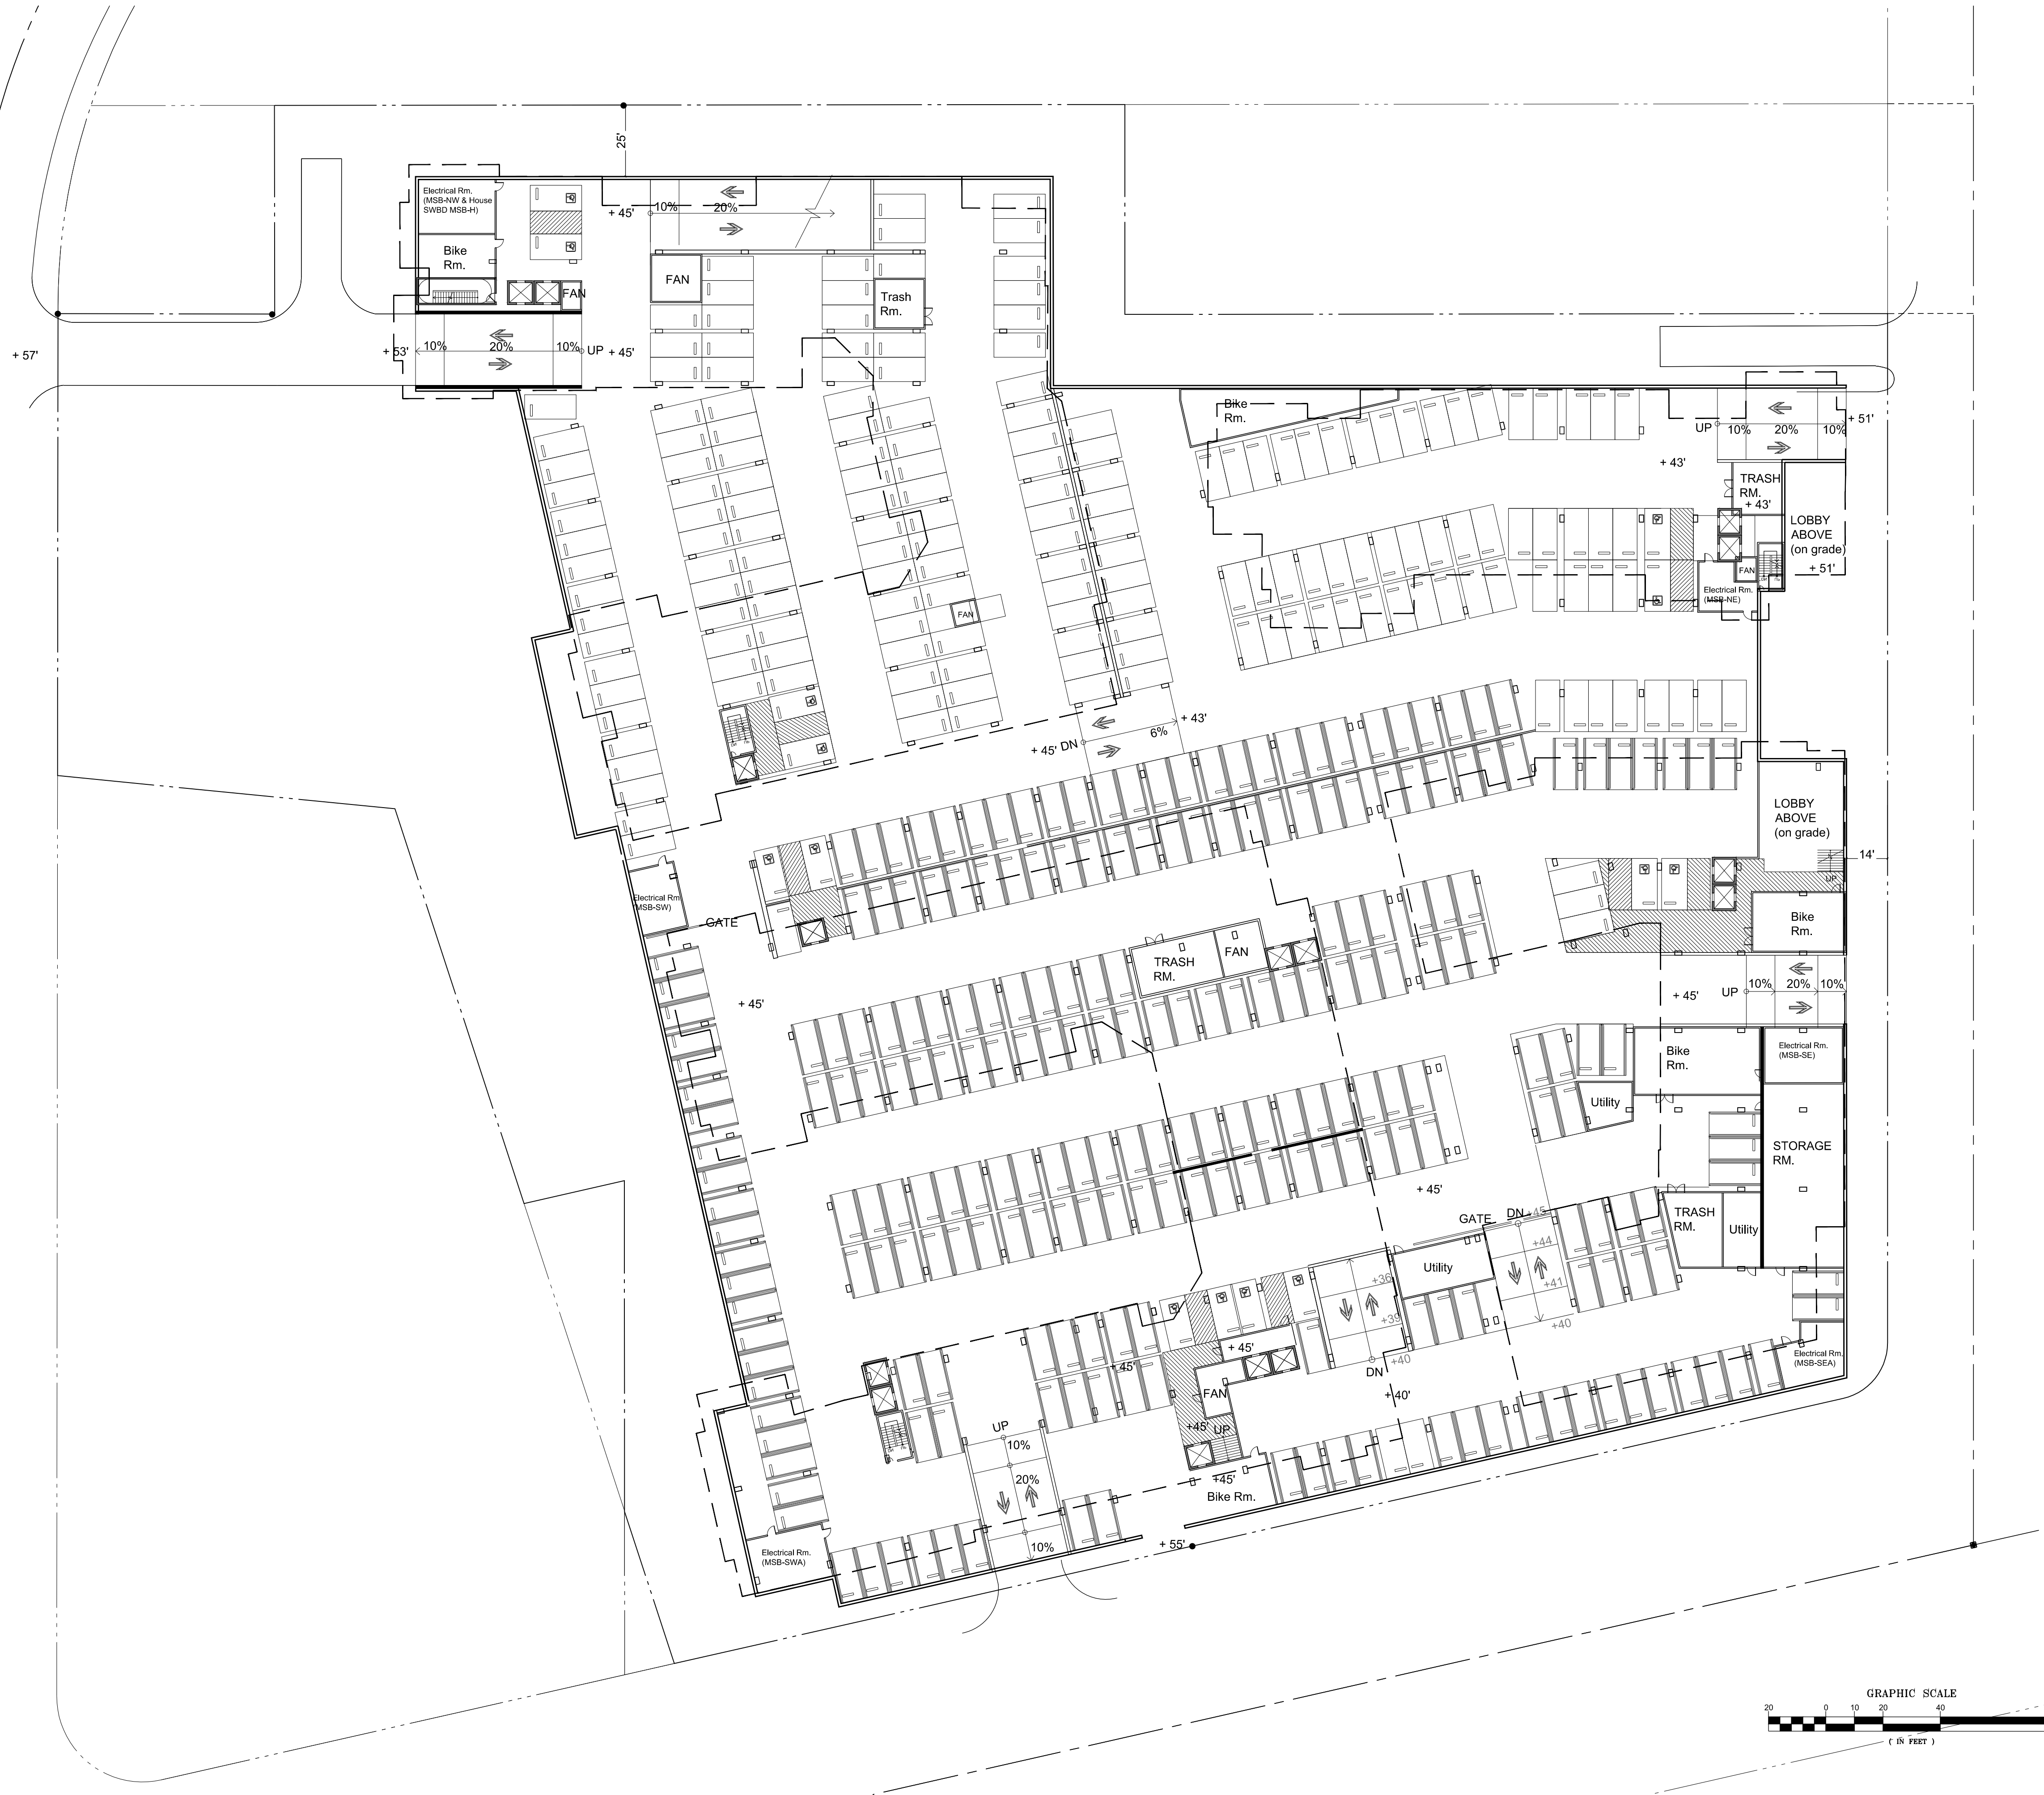 25'
Electrical Rm.
(MSB-NW & House
SWBD MSB-H)
10%
20%
+ 45'
Bike
Rm.
FAN
FAN
Trash
Rm.
+ 57'
+ 53'
10%
20%
10%
UP
+ 45'
Bike
Rm.
+ 51'
UP
10%
20%
10%
+ 43'
TRASH
RM.
+ 43'
LOBBY
ABOVE
(on grade)
+ 51'
FAN
Electrical Rm.
(MSB-NE)
FAN
+ 43'
6%
+ 45'
DN
LOBBY
ABOVE
(on grade)
14'
UP
Electrical Rm.
(MSB-SW)
GATE
Bike
Rm.
TRASH
RM.
FAN
+ 45'
+ 45'
UP
10%
20%
10%
Bike
Rm.
Electrical Rm.
(MSB-SE)
Utility
STORAGE
RM.
+ 45'
GATE
DN
+45
TRASH
RM.
Utility
+44
Utility
+36
+41
+39
+40
+ 45'
+ 45'
+40
DN
+ 40'
Electrical Rm.
(MSB-SEA)
FAN
+45'
UP
UP
10%
20%
+45'
Bike Rm.
10%
+ 55'
Electrical Rm.
(MSB-SWA)
GRAPHIC SCALE
20
0
10
20
40
( IN FEET )